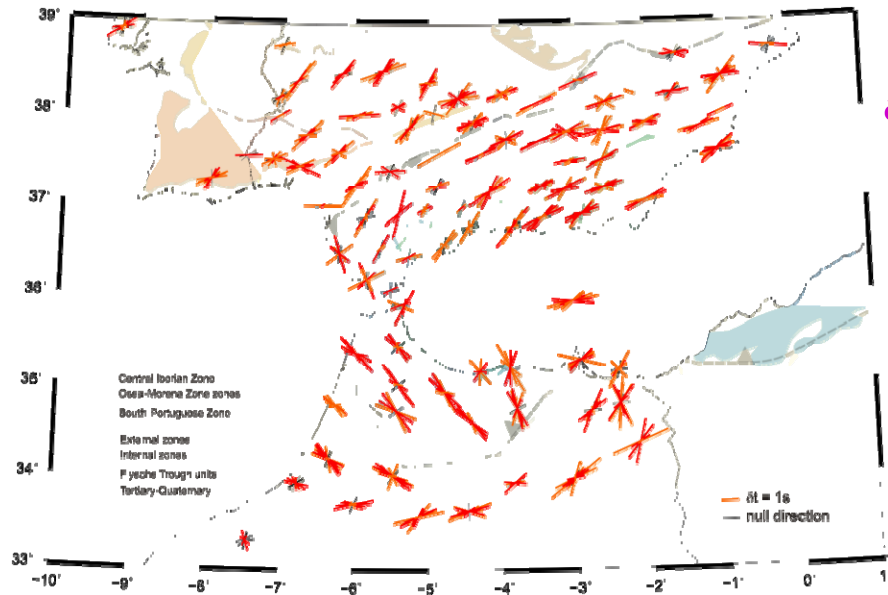 39°
38°
37°
36°
35°
34°
33°
Central Iberian Zone
Ossa-Morena Zone zones
South Portuguese Zone
External zones
Internal zones
Flysche Trough units
Tertiary-Quaternary
δt = 1s
null direction
−10° −9° −8° −7° −6° −5° −4° −3° −2° −1° 0° 1